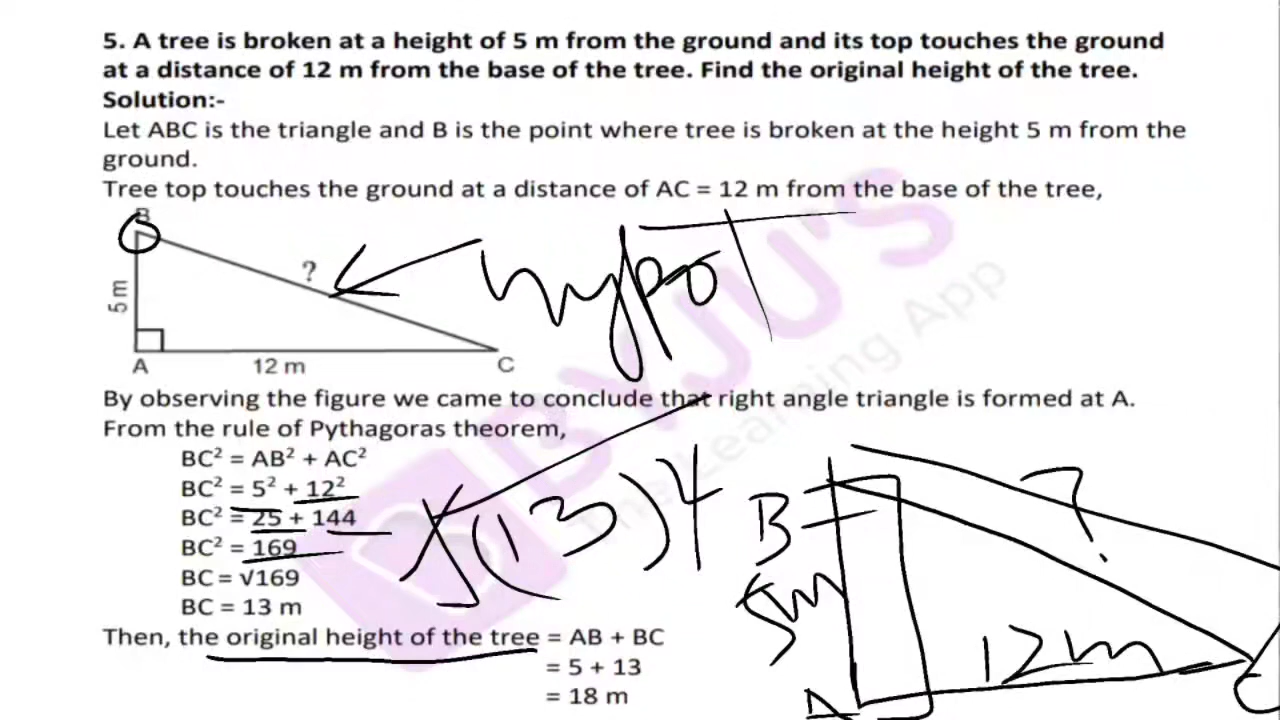 5. A tree is broken at a height of 5 m from the ground and its top touches the ground
at a distance of 12 m from the base of the tree. Find the original height of the tree.
Solution:-
Let ABC is the triangle and B is the point where tree is broken at the height 5 m from the
ground.
Tree top touches the ground at a distance of AC = 12 m from the base of the tree,
B
?
hypot
5 m
A
12 m
C
BYJU'S
The Learning App
By observing the figure we came to conclude that right angle triangle is formed at A.
From the rule of Pythagoras theorem,
BC² = AB² + AC²
BC² = 5² + 12²
BC² = 25 + 144
BC² = 169
BC = √169
BC = 13 m
Then, the original height of the tree = AB + BC
= 5 + 13
= 18 m
(13)
?
B
5m
12m
A